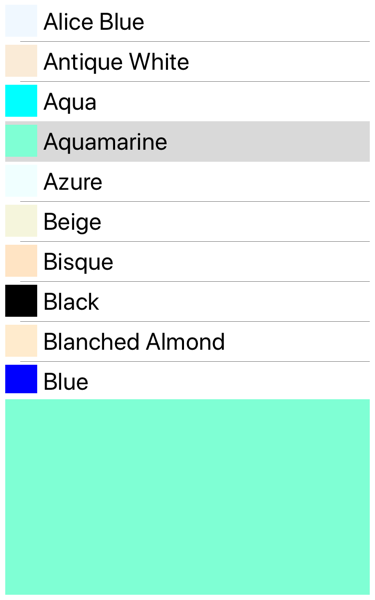 Alice Blue
Antique White
Aqua
Aquamarine
Azure
Beige
Bisque
Black
Blanched Almond
Blue